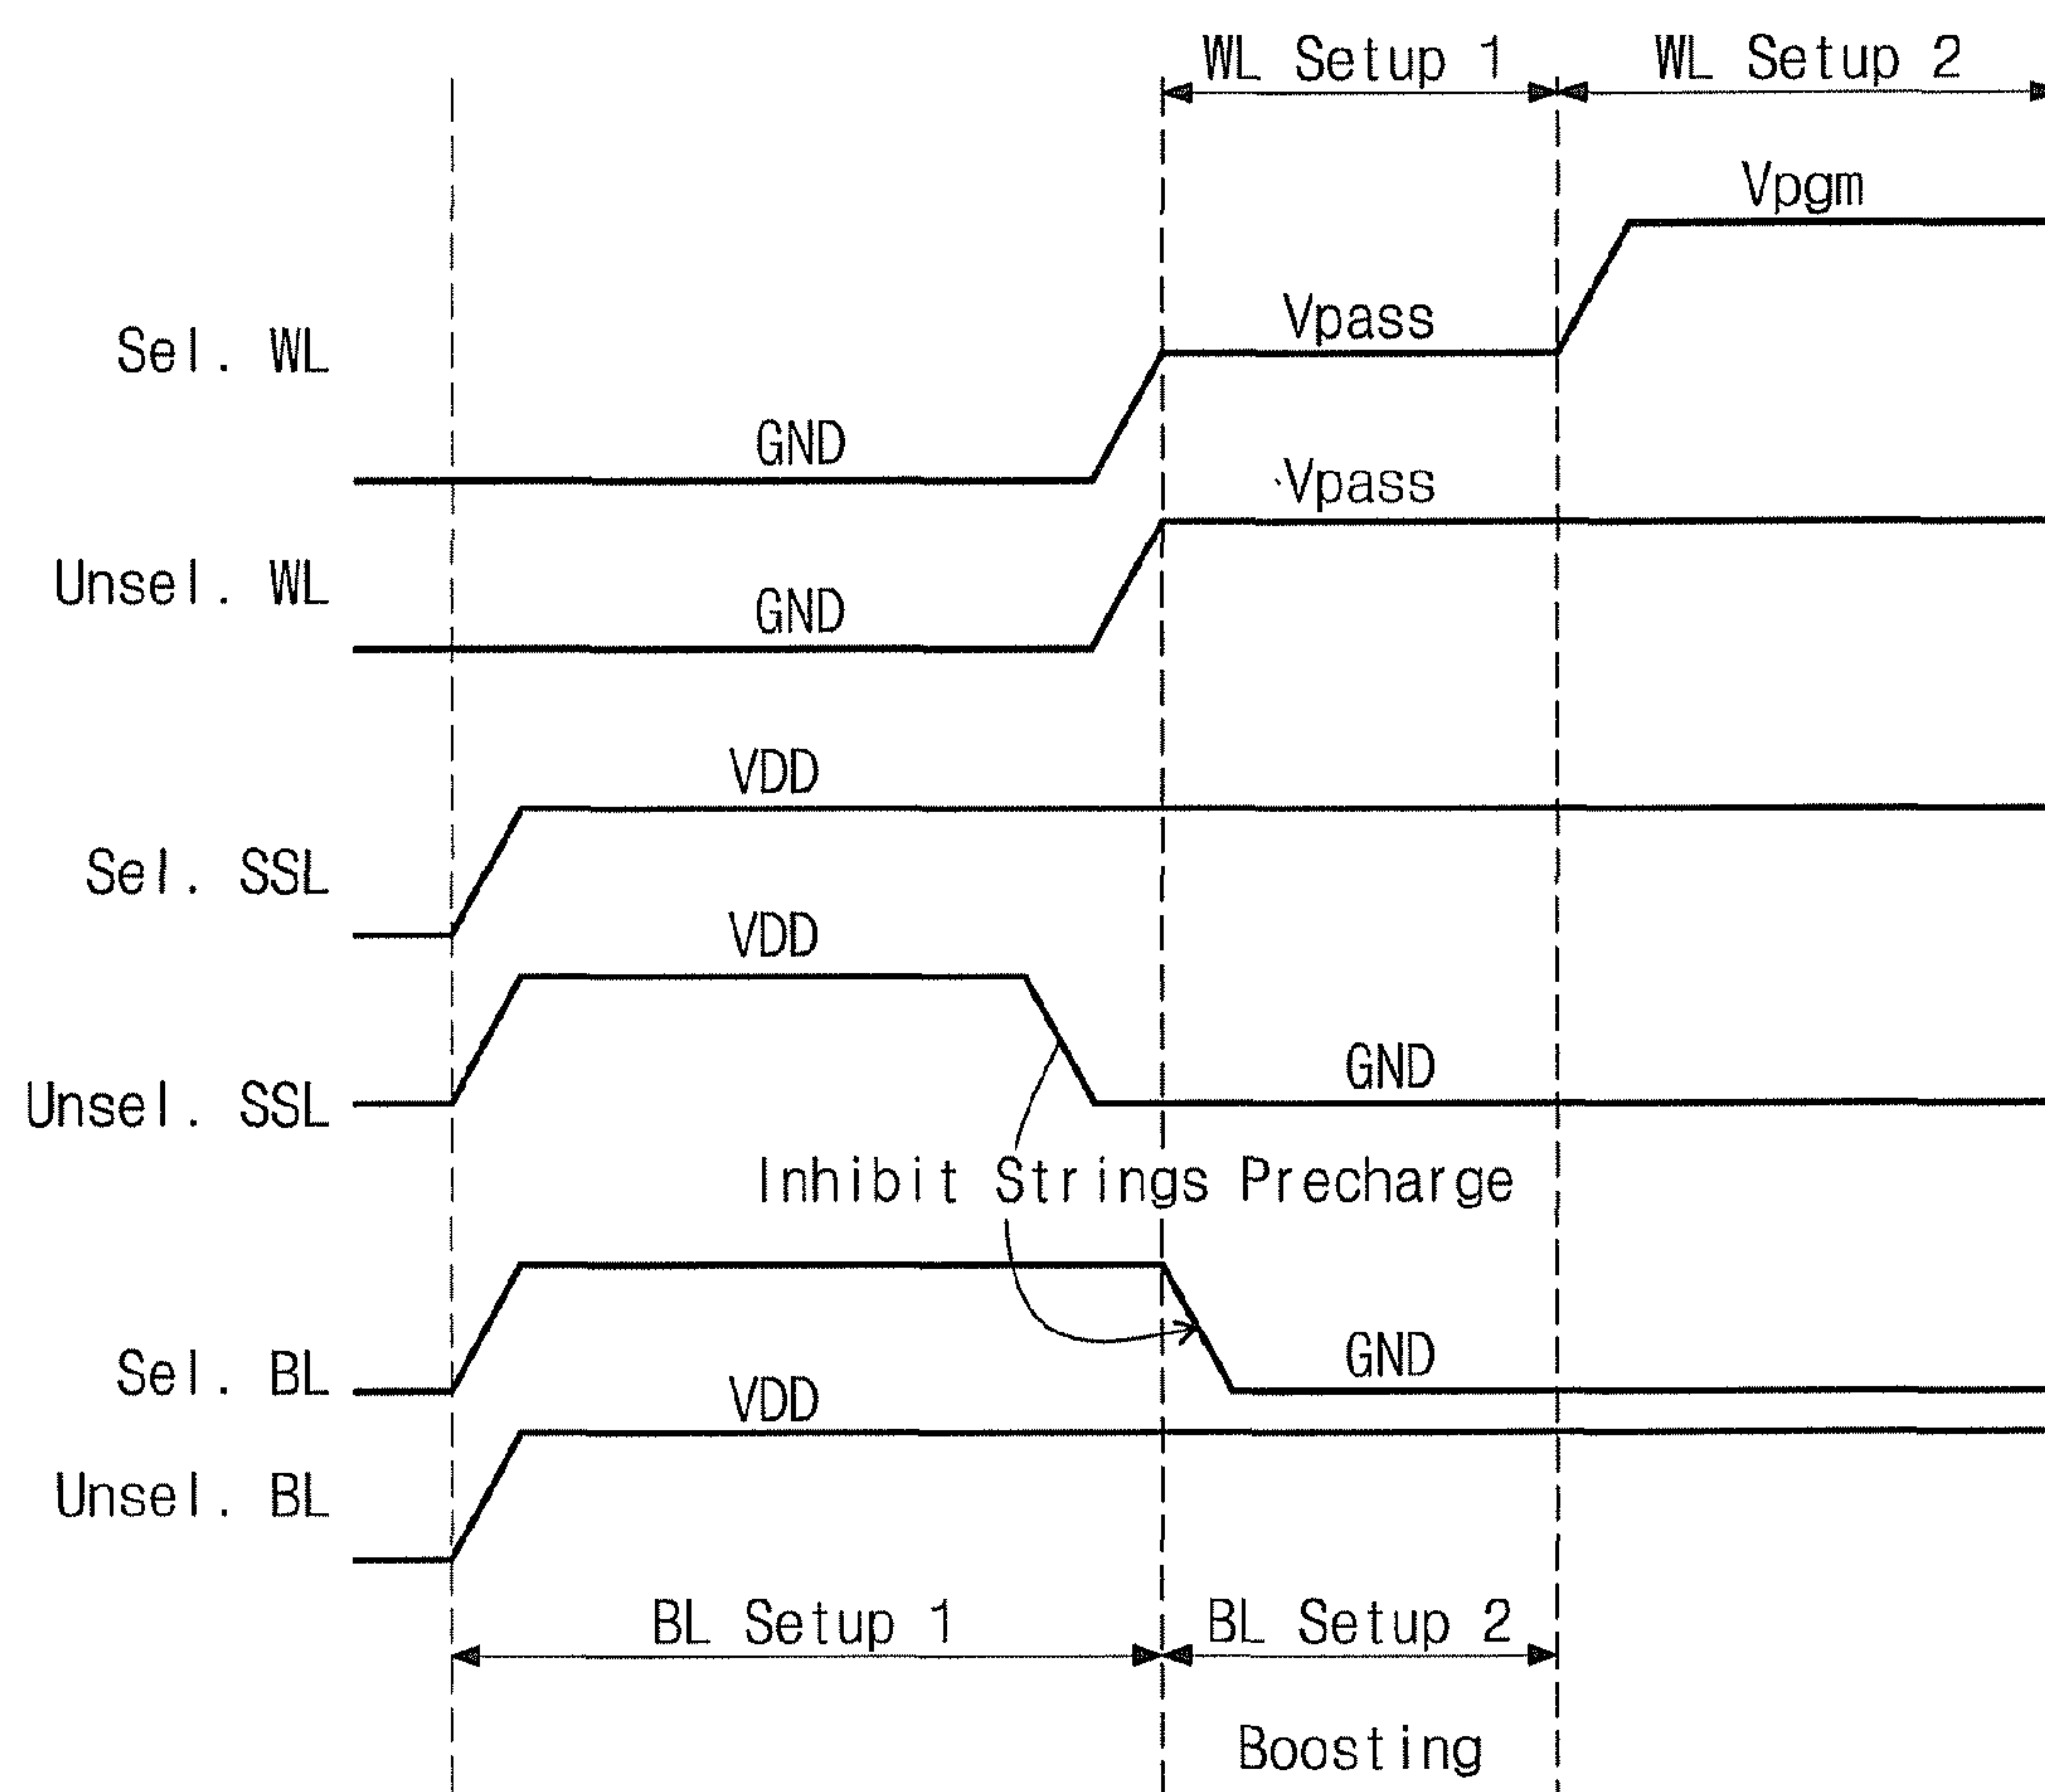 WL Setup 1
WL Setup 2
Vpgm
Vpass
Sel. WL
GND
Vpass
Unsel. WL
GND
VDD
Sel. SSL
VDD
GND
Unsel. SSL
Inhibit Strings Precharge
GND
Sel. BL
VDD
Unsel. BL
BL Setup 1
BL Setup 2
Boosting